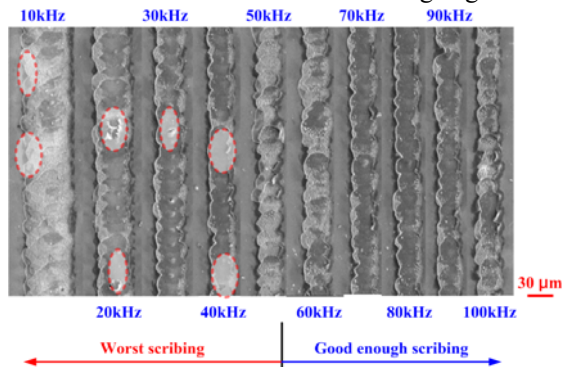 10kHz 30kHz 50kHz 70kHz 90kHz
30 μm
20kHz 40kHz 60kHz 80kHz 100kHz
Worst scribing Good enough scribing